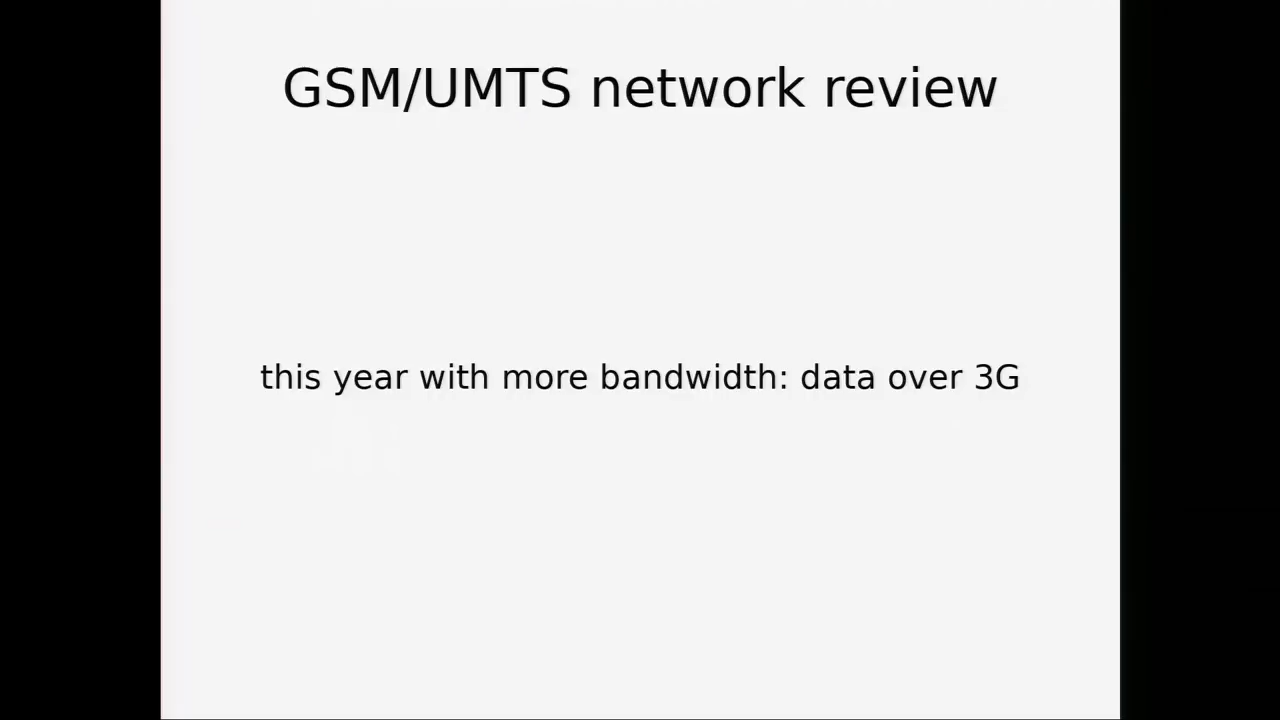 GSM/UMTS network review
this year with more bandwidth: data over 3G